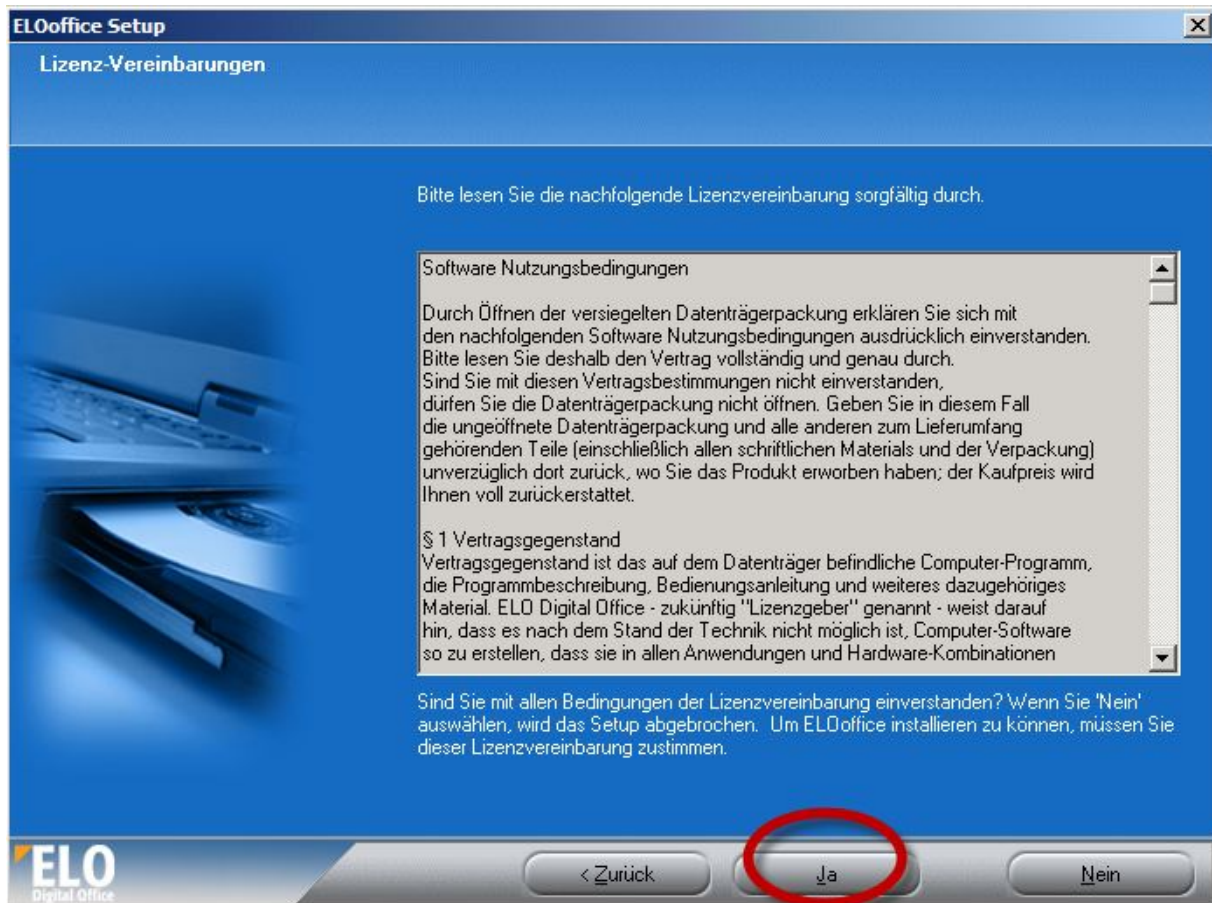 ELOoffice Setup
Lizenz-Vereinbarungen
Bitte lesen Sie die nachfolgende Lizenzvereinbarung sorgfältig durch.
Software Nutzungsbedingungen
Durch Öffnen der versiegelten Datenträgerpackung erklären Sie sich mit
den nachfolgenden Software Nutzungsbedingungen ausdrücklich einverstanden.
Bitte lesen Sie deshalb den Vertrag vollständig und genau durch.
Sind Sie mit diesen Vertragsbestimmungen nicht einverstanden,
dürfen Sie die Datenträgerpackung nicht öffnen. Geben Sie in diesem Fall
die ungeöffnete Datenträgerpackung und alle anderen zum Lieferumfang
gehörenden Teile (einschließlich allen schriftlichen Materials und der Verpackung)
unverzüglich dort zurück, wo Sie das Produkt erworben haben; der Kaufpreis wird
Ihnen voll zurückerstattet.
§ 1 Vertragsgegenstand
Vertragsgegenstand ist das auf dem Datenträger befindliche Computer-Programm,
die Programmbeschreibung, Bedienungsanleitung und weiteres dazugehöriges
Material. ELO Digital Office - zukünftig "Lizenzgeber" genannt - weist darauf
hin, dass es nach dem Stand der Technik nicht möglich ist, Computer-Software
so zu erstellen, dass sie in allen Anwendungen und Hardware-Kombinationen
Sind Sie mit allen Bedingungen der Lizenzvereinbarung einverstanden? Wenn Sie 'Nein'
auswählen, wird das Setup abgebrochen.  Um ELOoffice installieren zu können, müssen Sie
dieser Lizenzvereinbarung zustimmen.
ELO
Digital Office
< Zurück
Ja
Nein